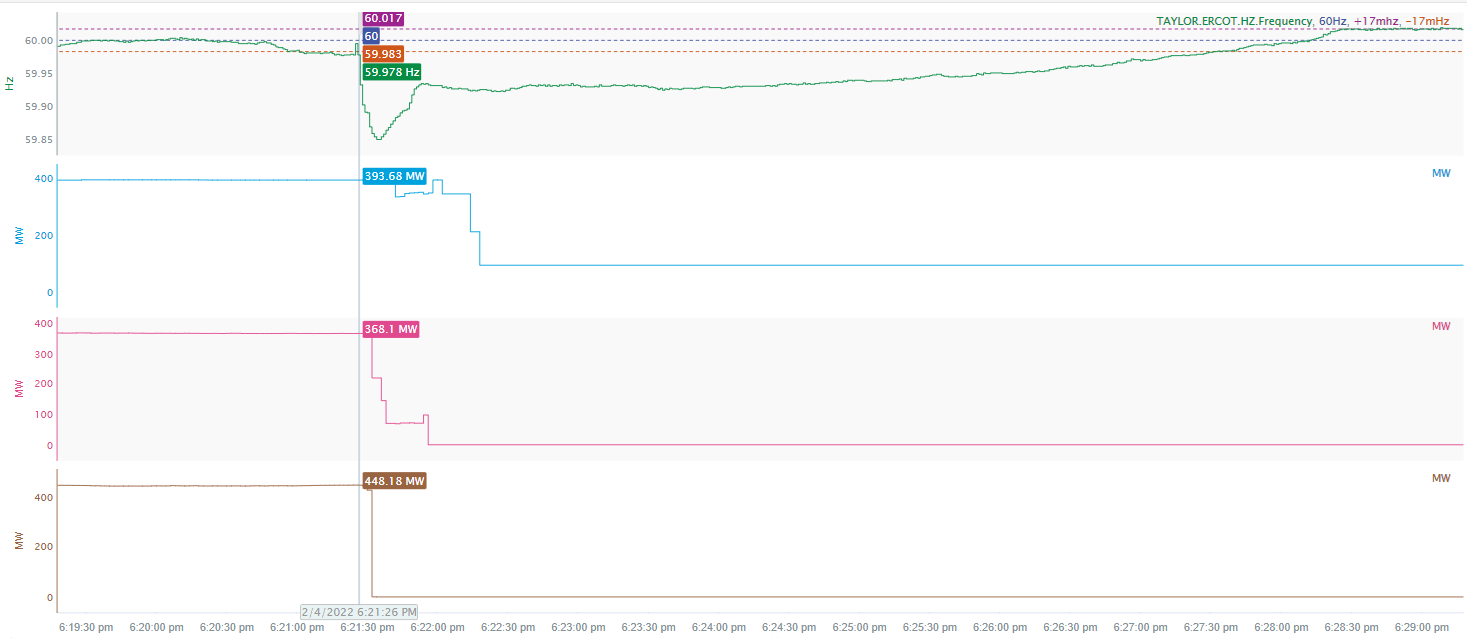 60.017
TAYLOR.ERCOT.HZ.Frequency, 60Hz, +17mhz, −17mHz
60
60.00
59.983
59.978 Hz
59.95
59.90
59.85
Hz
393.68 MW
MW
400
200
0
MW
368.1 MW
MW
400
300
200
100
0
MW
448.18 MW
MW
400
200
0
MW
2/4/2022 6:21:26 PM
6:19:30 pm 6:20:00 pm 6:20:30 pm 6:21:00 pm 6:21:30 pm 6:22:00 pm 6:22:30 pm 6:23:00 pm 6:23:30 pm 6:24:00 pm 6:24:30 pm 6:25:00 pm 6:25:30 pm 6:26:00 pm 6:26:30 pm 6:27:00 pm 6:27:30 pm 6:28:00 pm 6:28:30 pm 6:29:00 pm